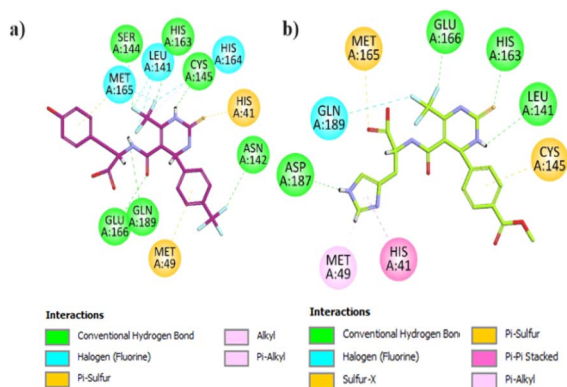 a)
SER
A:144
HIS
A:163
LEU
A:141
HIS
A:164
MET
A:165
CYS
A:145
HIS
A:41
ASN
A:142
GLU
A:166
GLN
A:189
MET
A:49
Interactions
Conventional Hydrogen Bond
Halogen (Fluorine)
Pi-Sulfur
Alkyl
Pi-Alkyl
b)
MET
A:165
GLU
A:166
HIS
A:163
GLN
A:189
LEU
A:141
CYS
A:145
ASP
A:187
MET
A:49
HIS
A:41
Interactions
Conventional Hydrogen Bon
Halogen (Fluorine)
Sulfur-X
Pi-Sulfur
Pi-Pi Stacked
Pi-Alkyl